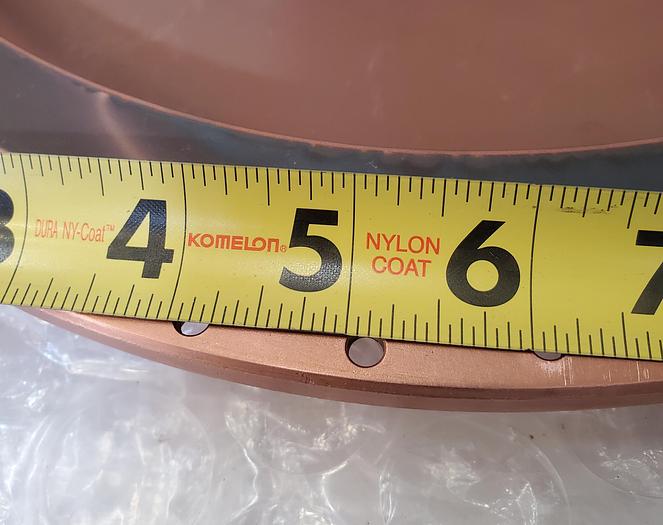 3 DURA NY-Coat™ 4 KOMELON® 5 NYLON 6 7
COAT